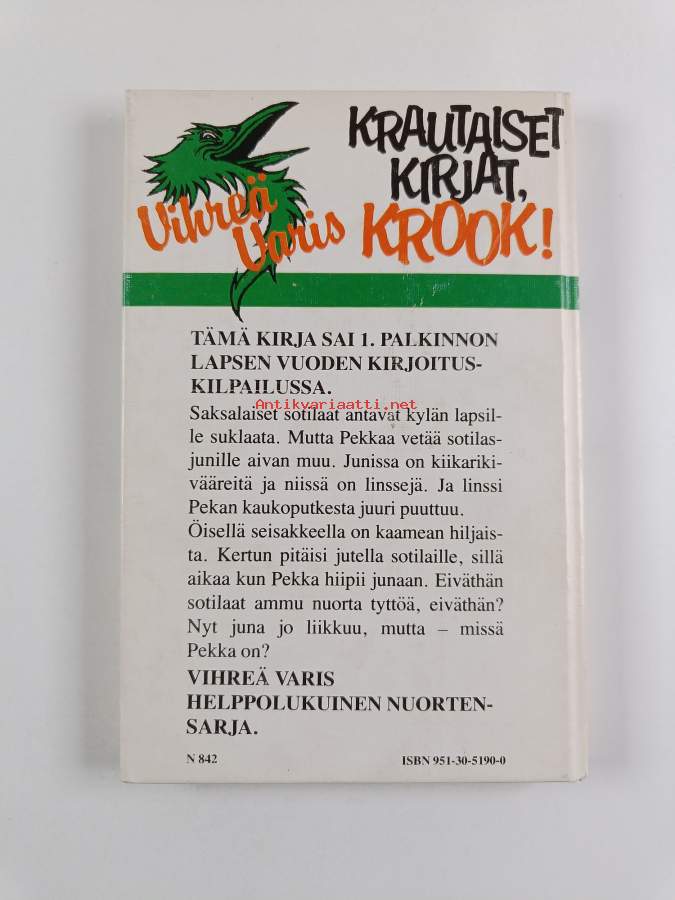 Vihreä
Varis
KRAUTAISET
KIRJAT,
KROOK!
TÄMÄ KIRJA SAI 1. PALKINNON
LAPSEN VUODEN KIRJOITUS-
KILPAILUSSA.
Antikvariaatti.net
Saksalaiset sotilaat antavat kylän lapsil-
le suklaata. Mutta Pekkaa vetää sotilas-
junille aivan muu. Junissa on kiikariki-
vääreitä ja niissä on linssejä. Ja linssi
Pekan kaukoputkesta juuri puuttuu.
Öisellä seisakkeella on kaamean hiljais-
ta. Kertun pitäisi jutella sotilaille, sillä
aikaa kun Pekka hiipii junaan. Eiväthän
sotilaat ammu nuorta tyttöä, eiväthän?
Nyt juna jo liikkuu, mutta – missä
Pekka on?
VIHREÄ VARIS
HELPPOLUKUINEN NUORTEN-
SARJA.
N 842
ISBN 951-30-5190-0